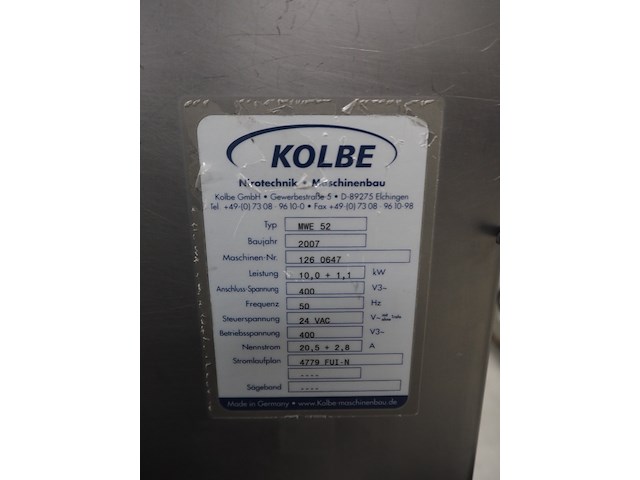 KOLBE
Nirotechnik • Maschinenbau
Kolbe GmbH • Gewerbestraße 5 • D-89275 Elchingen
Tel. +49-(0) 73 08 - 96 10-0 • Fax +49-(0) 73 08 - 96 10-98
Typ MWE 52
Baujahr 2007
Maschinen-Nr. 126 0647
Leistung 10,0 + 1,1 kW
Anschluss-Spannung 400 V3~
Frequenz 50 Hz
Steuerspannung 24 VAC V~
Betriebsspannung 400 V3~
Nennstrom 20,5 + 2,8 A
Stromlaufplan 4779 FUI-N
----
Sägeband ----
Made in Germany • www.Kolbe-maschinenbau.de